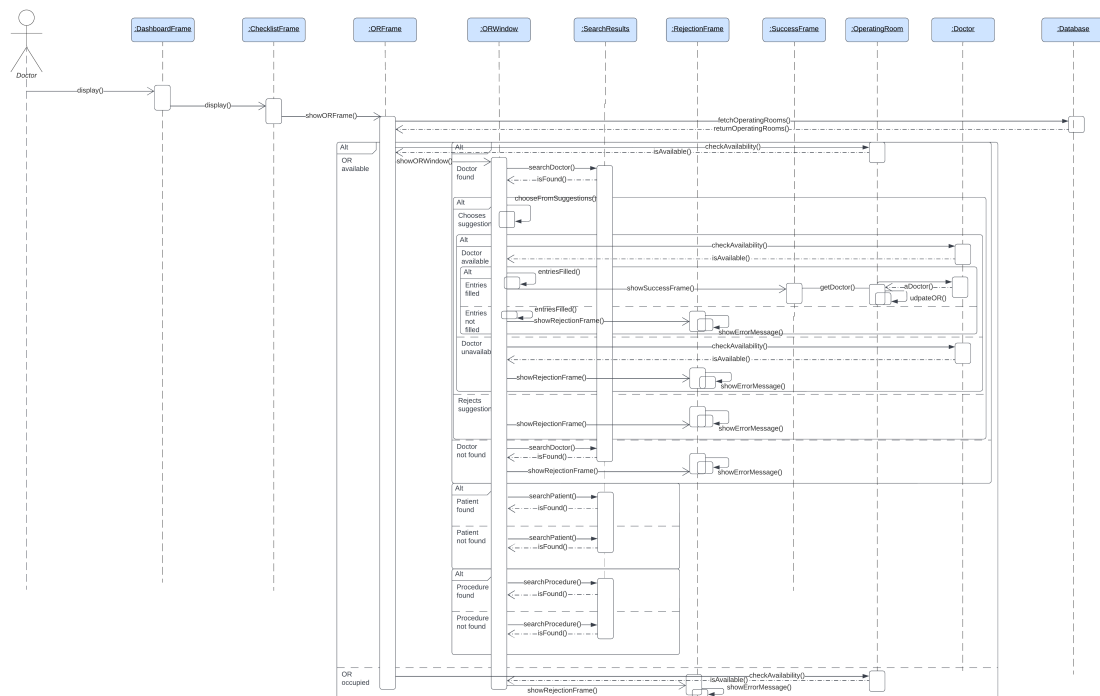 :DashboardFrame
:ChecklistFrame
:ORFrame
:ORWindow
:SearchResults
:RejectionFrame
:SuccessFrame
:OperatingRoom
:Doctor
:Database
Doctor
display()
display()
showORFrame()
fetchOperatingRooms()
returnOperatingRooms()
Alt
OR
available
Alt
checkAvailability()
isAvailable()
showORWindow()
Doctor
found
searchDoctor()
isFound()
Alt
chooseFromSuggestions()
Chooses
suggestion
Alt
Doctor
available
checkAvailability()
isAvailable()
Alt
Entries
filled
entriesFilled()
showSuccessFrame()
getDoctor()
aDoctor()
udpateOR()
Entries
not
filled
entriesFilled()
showRejectionFrame()
showErrorMessage()
Doctor
unavailab
checkAvailability()
isAvailable()
showRejectionFrame()
showErrorMessage()
Rejects
suggestion
showRejectionFrame()
showErrorMessage()
Doctor
not found
searchDoctor()
isFound()
showRejectionFrame()
showErrorMessage()
Alt
Patient
found
searchPatient()
isFound()
Patient
not found
searchPatient()
isFound()
Alt
Procedure
found
searchProcedure()
isFound()
Procedure
not found
searchProcedure()
isFound()
OR
occupied
checkAvailability()
isAvailable()
showRejectionFrame()
showErrorMessage()